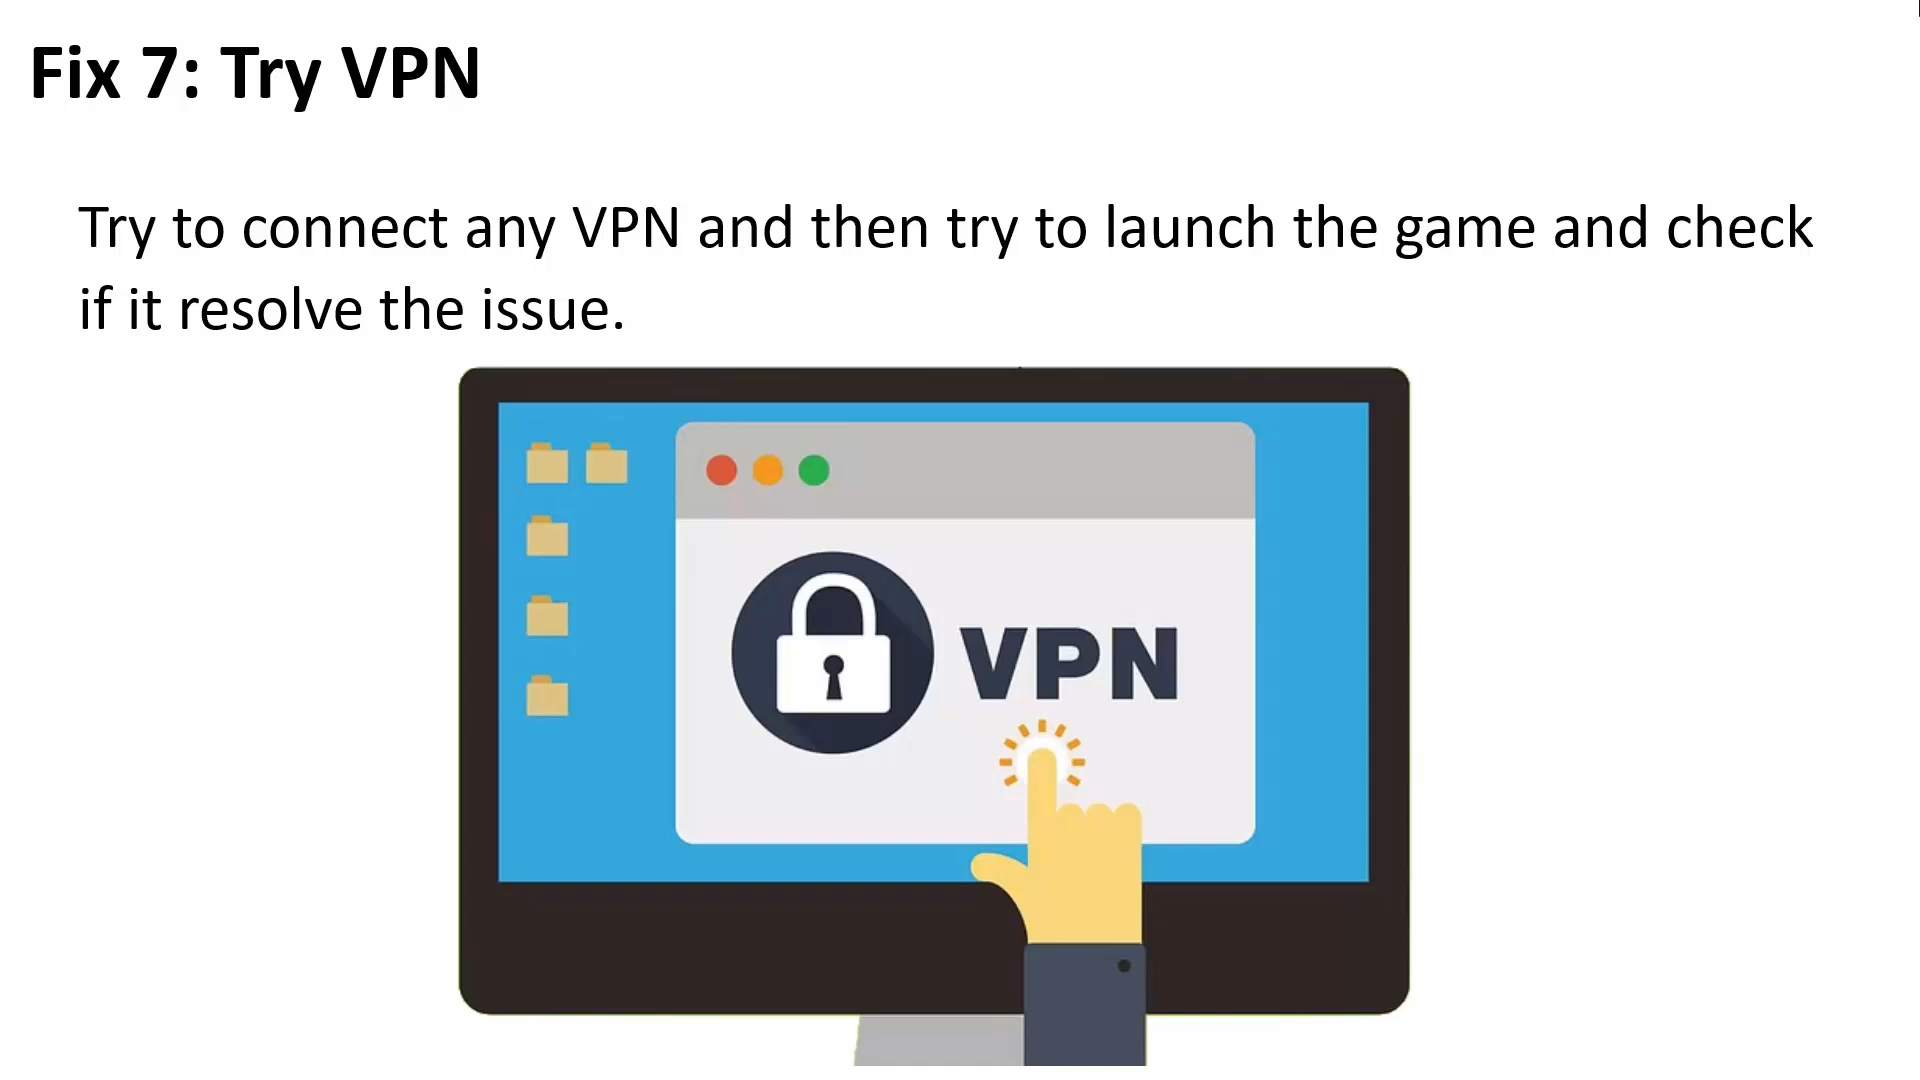 Fix 7: Try VPN
Try to connect any VPN and then try to launch the game and check
if it resolve the issue.
VPN